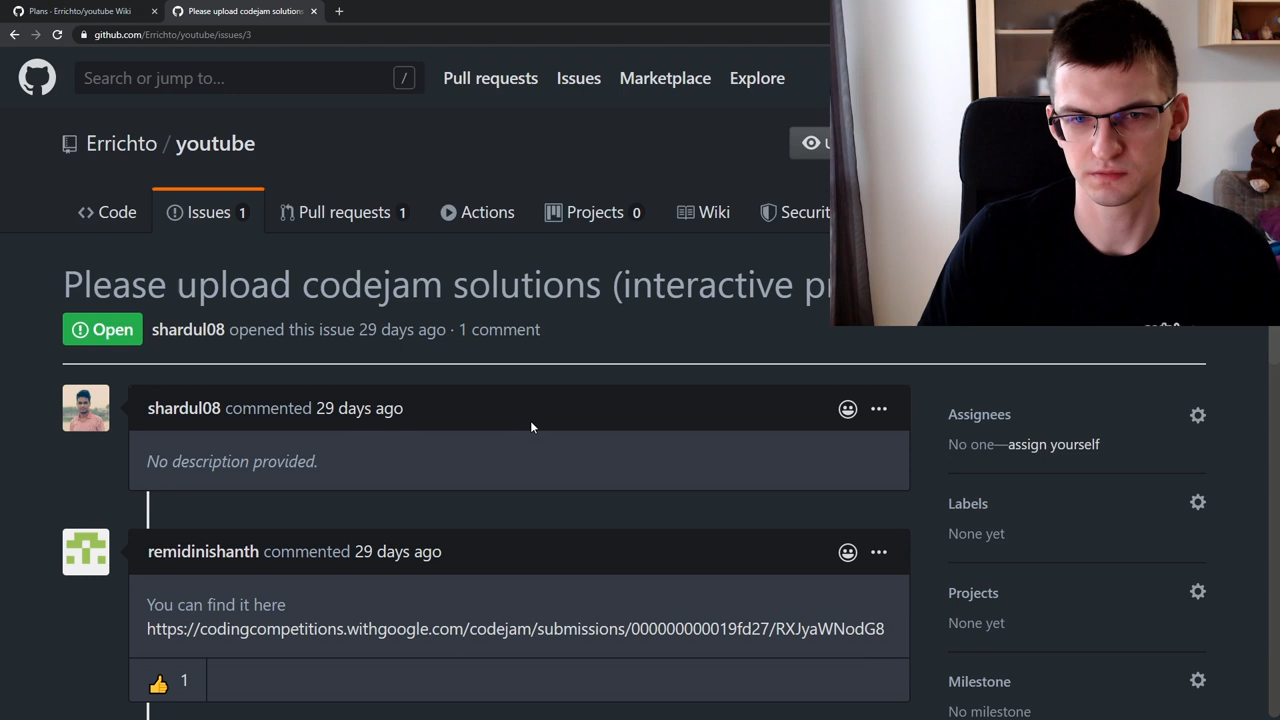 Plans · Errichto/youtube Wiki
Please upload codejam solutions
github.com/Errichto/youtube/issues/3
Search or jump to...
/
Pull requests
Issues
Marketplace
Explore
Errichto / youtube
Code
Issues 1
Pull requests 1
Actions
Projects 0
Wiki
Securit
Please upload codejam solutions (interactive pr
Open
shardul08 opened this issue 29 days ago · 1 comment
shardul08 commented 29 days ago
No description provided.
remidinishanth commented 29 days ago
You can find it here
https://codingcompetitions.withgoogle.com/codejam/submissions/000000000019fd27/RXJyaWNodG8
1
Assignees
No one—assign yourself
Labels
None yet
Projects
None yet
Milestone
No milestone